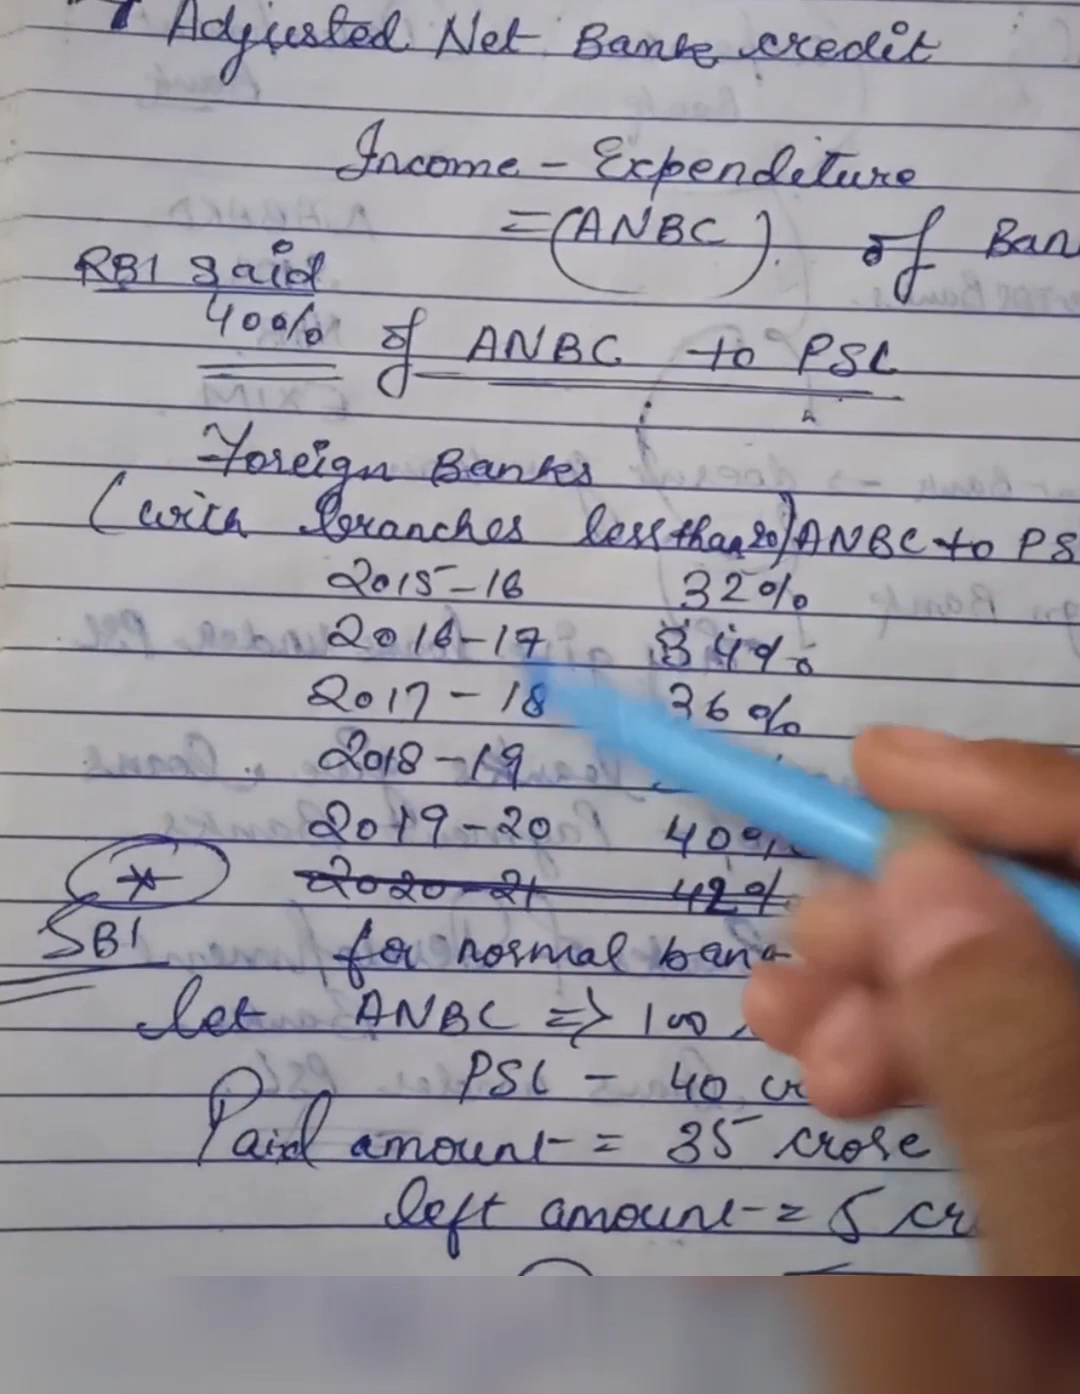 Adjusted Net Bank credit
Income - Expenditure
=(ANBC). of Ban
RBI said
40% of ANBC to PSL
Foreign Banks
(with branches less than 20) ANBC to PS
2015-16 32%
2016-17 34%
2017-18 36%
2018-19
2019-20 40%
2020-21 42%
SBI for normal ban
let ANBC => 100
PSL - 40 cr
Paid amount = 35 crore
left amount = 5 cr